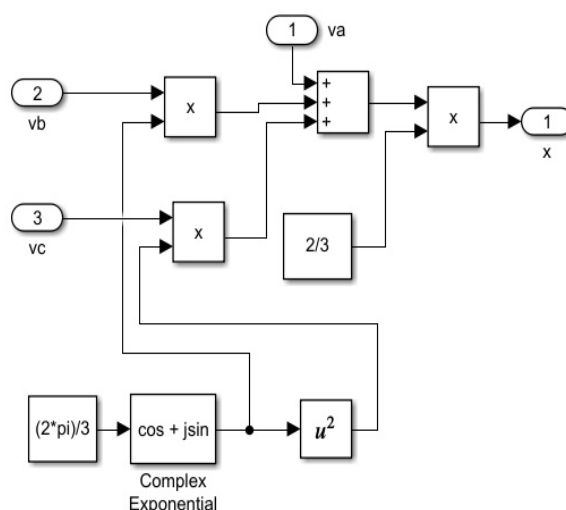 1
va
2
vb
x
+
+
+
x
1
x
3
vc
x
2/3
(2*pi)/3
cos + jsin
u²
Complex
Exponential